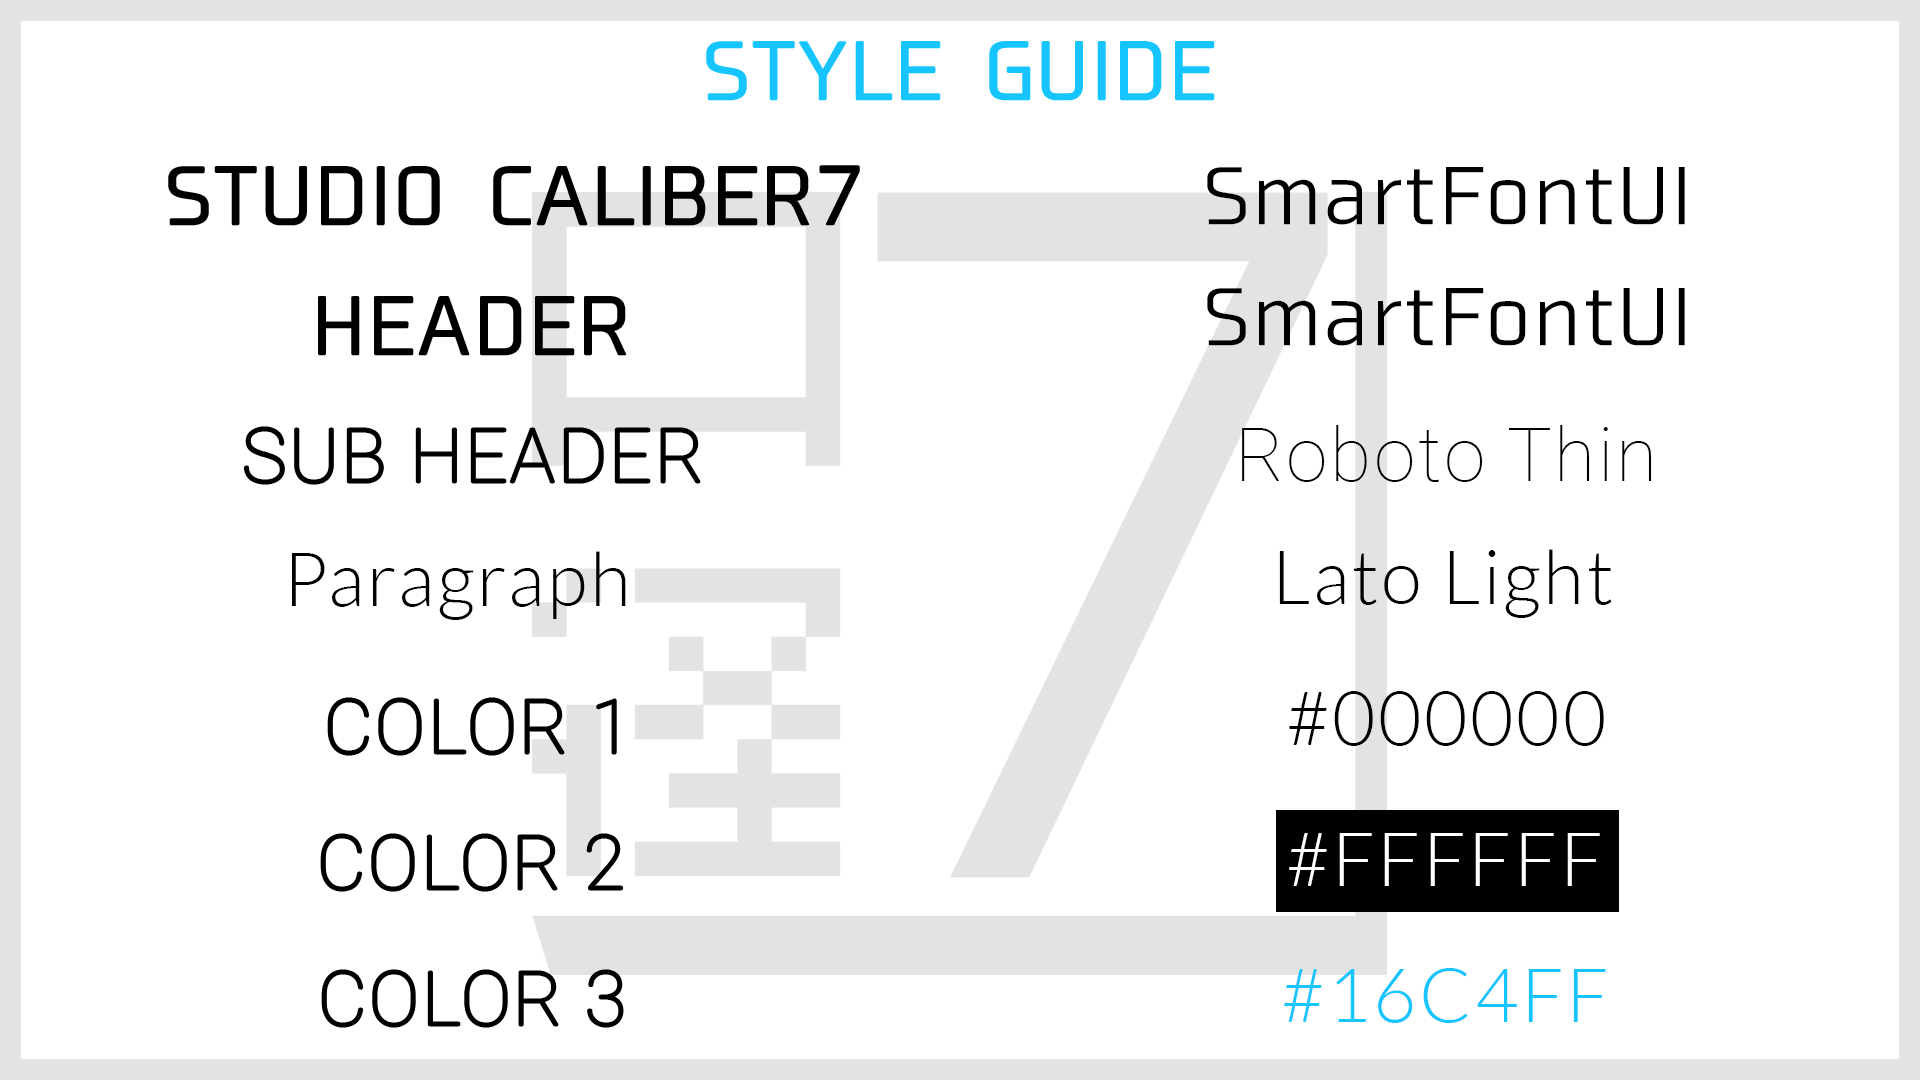 STYLE GUIDE
STUDIO CALIBER7 SmartFontUI
HEADER SmartFontUI
SUB HEADER Roboto Thin
Paragraph Lato Light
COLOR 1 #000000
COLOR 2 #FFFFFF
COLOR 3 #16C4FF